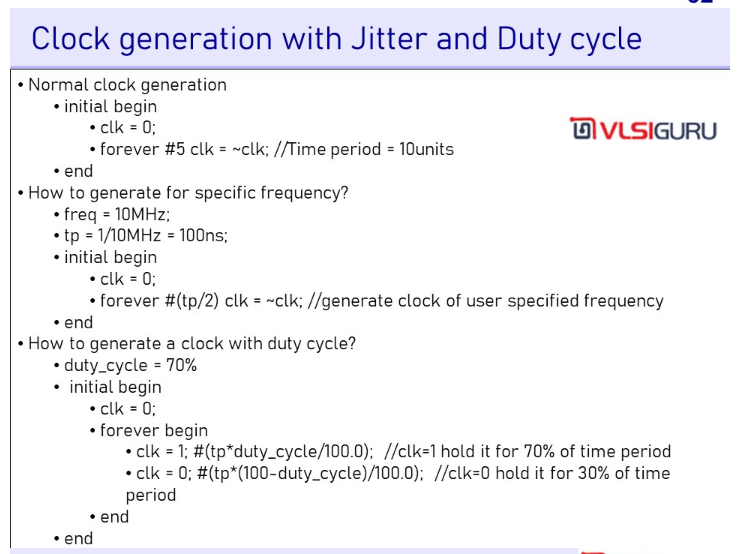 Clock generation with Jitter and Duty cycle
• Normal clock generation
• initial begin
• clk = 0;
VLSIGURU
• forever #5 clk = ~clk; //Time period = 10units
• end
• How to generate for specific frequency?
• freq = 10MHz;
• tp = 1/10MHz = 100ns;
• initial begin
• clk = 0;
• forever #(tp/2) clk = ~clk; //generate clock of user specified frequency
• end
• How to generate a clock with duty cycle?
• duty_cycle = 70%
• initial begin
• clk = 0;
• forever begin
• clk = 1; #(tp*duty_cycle/100.0); //clk=1 hold it for 70% of time period
• clk = 0; #(tp*(100-duty_cycle)/100.0); //clk=0 hold it for 30% of time
period
• end
• end